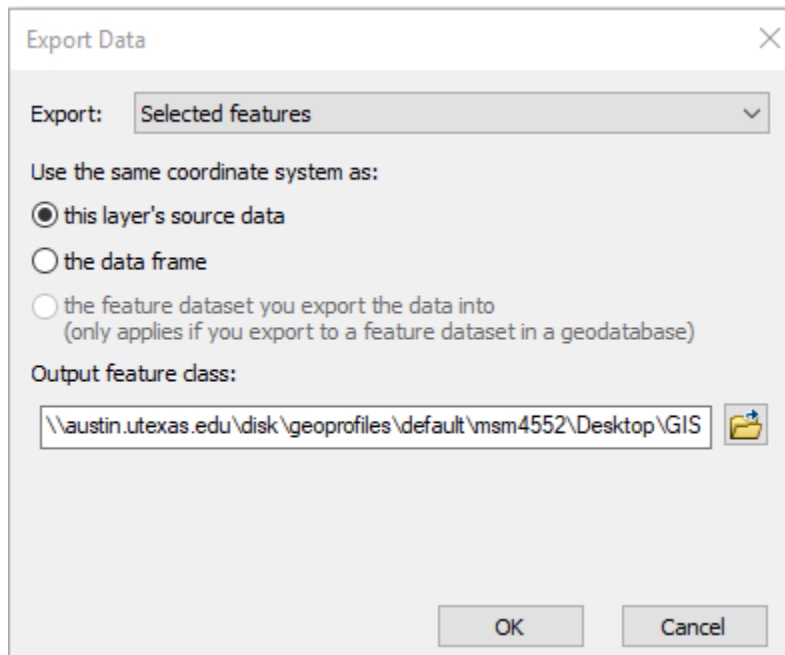 Export Data
Export: Selected features
Use the same coordinate system as:
this layer's source data
the data frame
the feature dataset you export the data into
(only applies if you export to a feature dataset in a geodatabase)
Output feature class:
\\austin.utexas.edu\disk\geoprofiles\default\msm4552\Desktop\GIS
OK Cancel